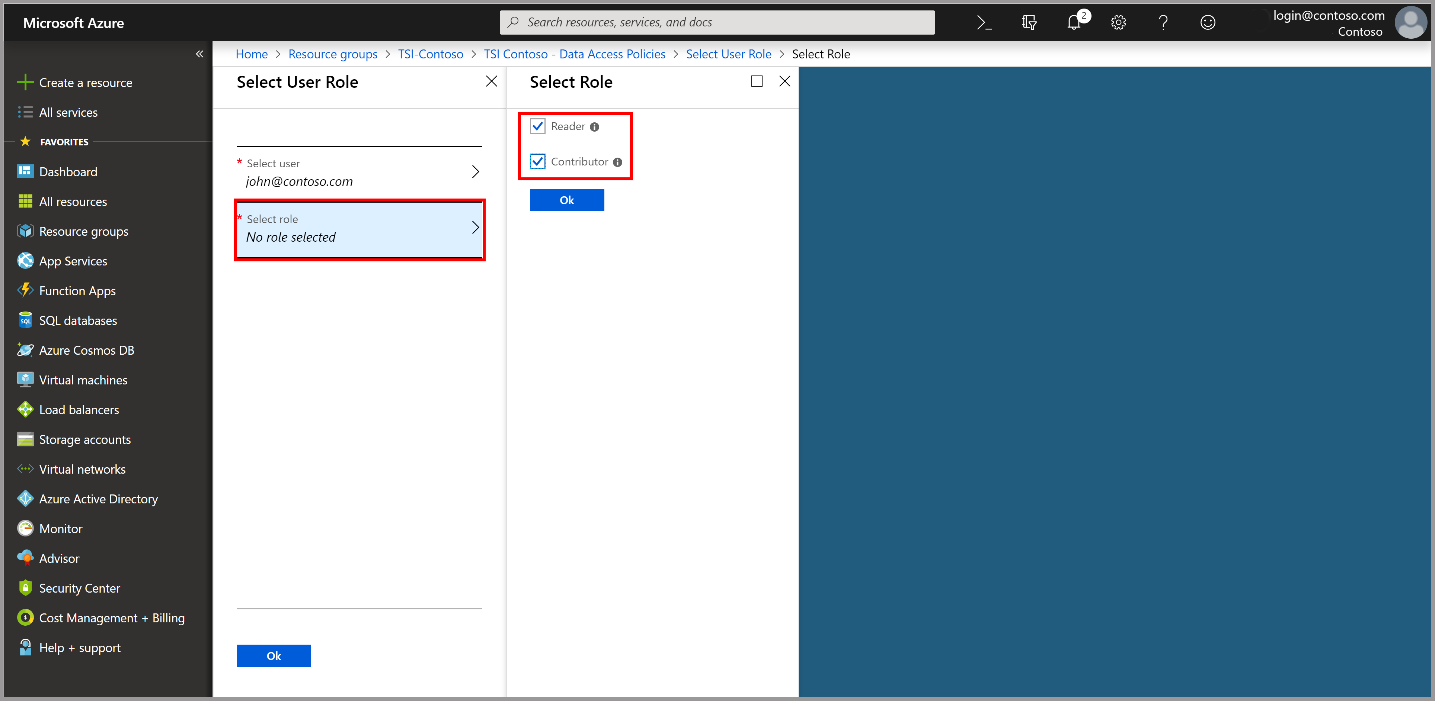 Microsoft Azure
Search resources, services, and docs
2
login@contoso.com
Contoso
«
Home > Resource groups > TSI-Contoso > TSI Contoso - Data Access Policies > Select User Role > Select Role
Create a resource
All services
FAVORITES
Dashboard
All resources
Resource groups
App Services
Function Apps
SQL databases
Azure Cosmos DB
Virtual machines
Load balancers
Storage accounts
Virtual networks
Azure Active Directory
Monitor
Advisor
Security Center
Cost Management + Billing
Help + support
Select User Role
* Select user
john@contoso.com
* Select role
No role selected
Ok
Select Role
Reader
Contributor
Ok